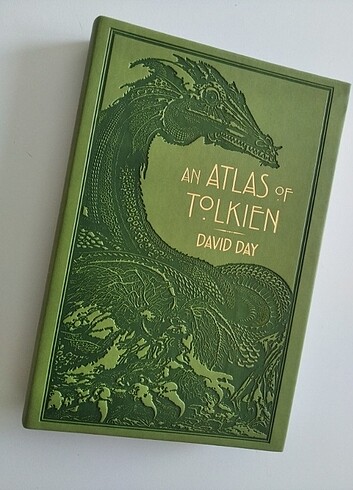 AN ATLAS OF
TOLKIEN
DAVID DAY